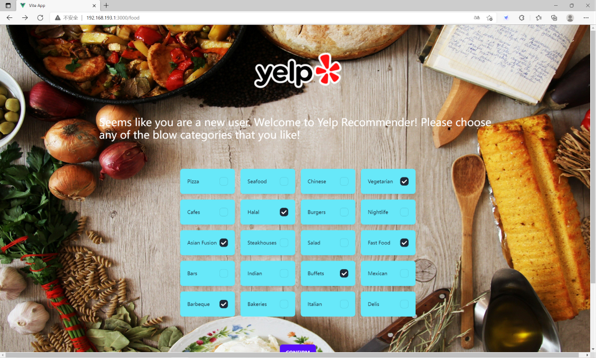 Vite App
不安全
192.168.193.1:3000/food
yelp
Seems like you are a new user. Welcome to Yelp Recommender! Please choose
any of the blow categories that you like!
Pizza Seafood Chinese Vegetarian
Cafes Halal Burgers Nightlife
Asian Fusion Steakhouses Salad Fast Food
Bars Indian Buffets Mexican
Barbeque Bakeries Italian Delis